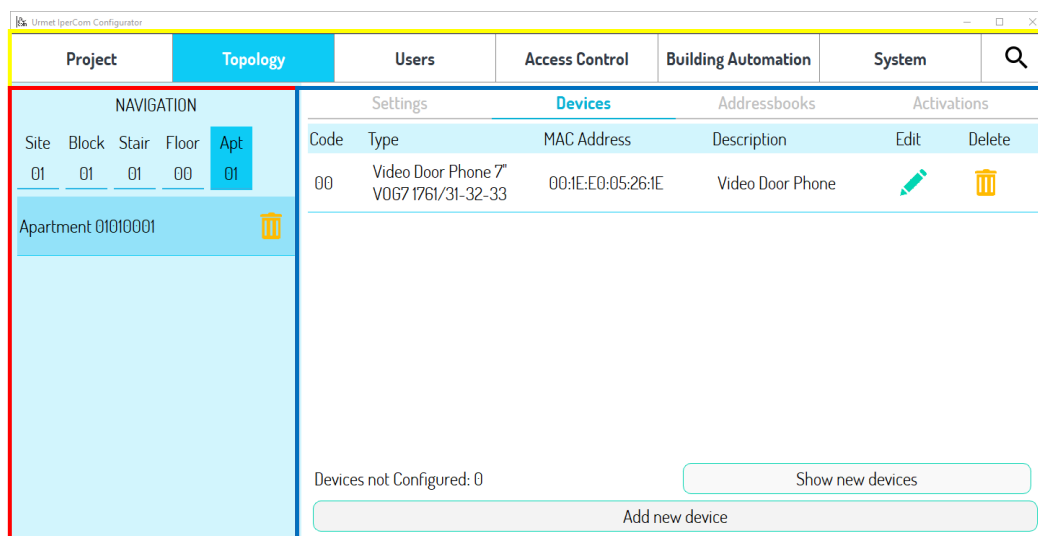 Urmet IperCom Configurator
Project Topology Users Access Control Building Automation System
NAVIGATION
Site Block Stair Floor Apt
01 01 01 00 01
Apartment 01010001
Settings Devices Addressbooks Activations
Code Type MAC Address Description Edit Delete
00 Video Door Phone 7" VOG7 1761/31-32-33 00:1E:E0:05:26:1E Video Door Phone
Devices not Configured: 0 Show new devices
Add new device